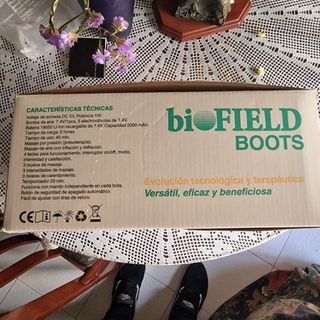 CARACTERÍSTICAS TÉCNICAS
Voltaje de entrada DC 5V, Potencia 11W.
Bomba de aire: 7.4V/1pcs, 5 electroválvulas de 7.4V.
Batería 18650 Li-ion recargable de 7.4V. Capacidad 2000 mAh.
Tiempo de carga: 2 horas.
Tiempo de uso: 40 min.
Masaje por presión (presoterapia).
Masaje de aire con inflación y deflación.
4 teclas para funcionamiento: Interruptor on/off, modo,
intensidad y calefacción.
5 modos de masaje.
3 intensidades de masaje.
3 niveles de calentamiento.
Temporizador: 20 min.
Funciona con mando independiente en cada bota.
Botón de seguridad de apagado automático.
Fácil de ajustar con tiras de velcro.
CE
biOFIELD
BOOTS
Evolución tecnológica y terapéutica
Versátil, eficaz y beneficiosa